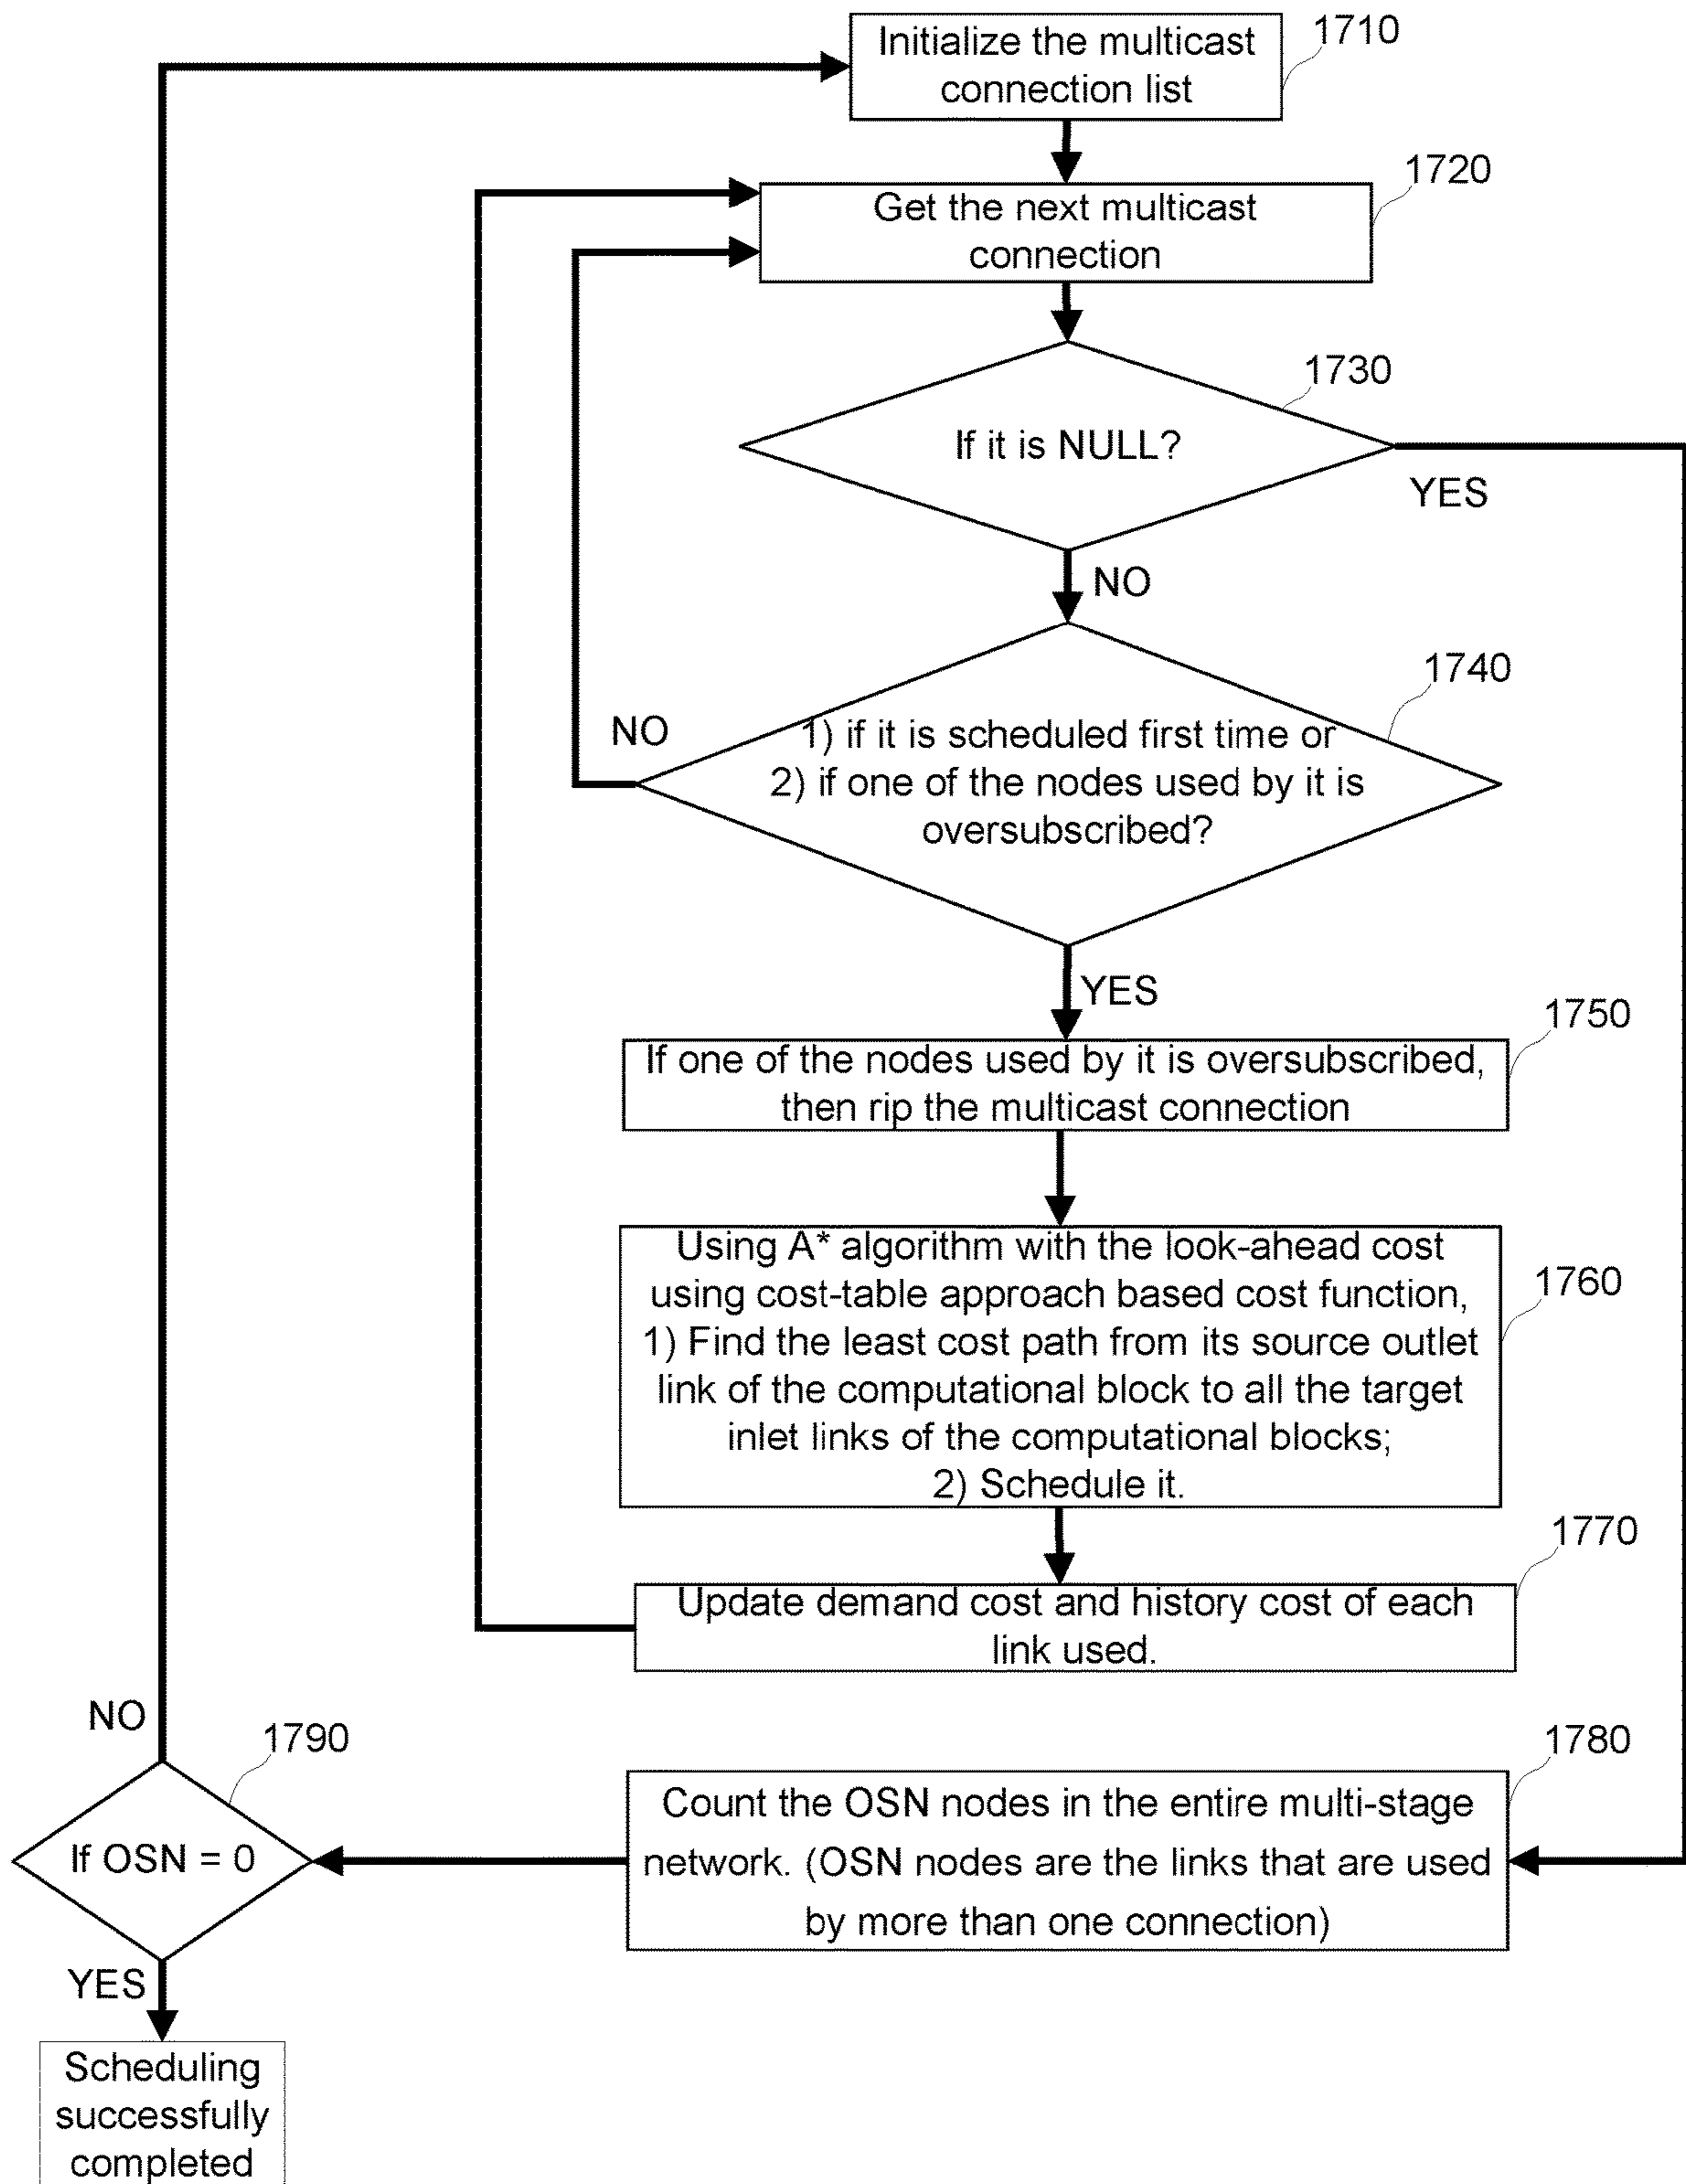 1710
Initialize the multicast
connection list
1720
Get the next multicast
connection
1730
If it is NULL?
YES
NO
1740
NO
1) if it is scheduled first time or
2) if one of the nodes used by it is
oversubscribed?
YES
1750
If one of the nodes used by it is oversubscribed,
then rip the multicast connection
1760
Using A* algorithm with the look-ahead cost
using cost-table approach based cost function,
1) Find the least cost path from its source outlet
link of the computational block to all the target
inlet links of the computational blocks;
2) Schedule it.
1770
Update demand cost and history cost of each
link used.
NO
1790
If OSN = 0
1780
Count the OSN nodes in the entire multi-stage
network. (OSN nodes are the links that are used
by more than one connection)
YES
Scheduling
successfully
completed